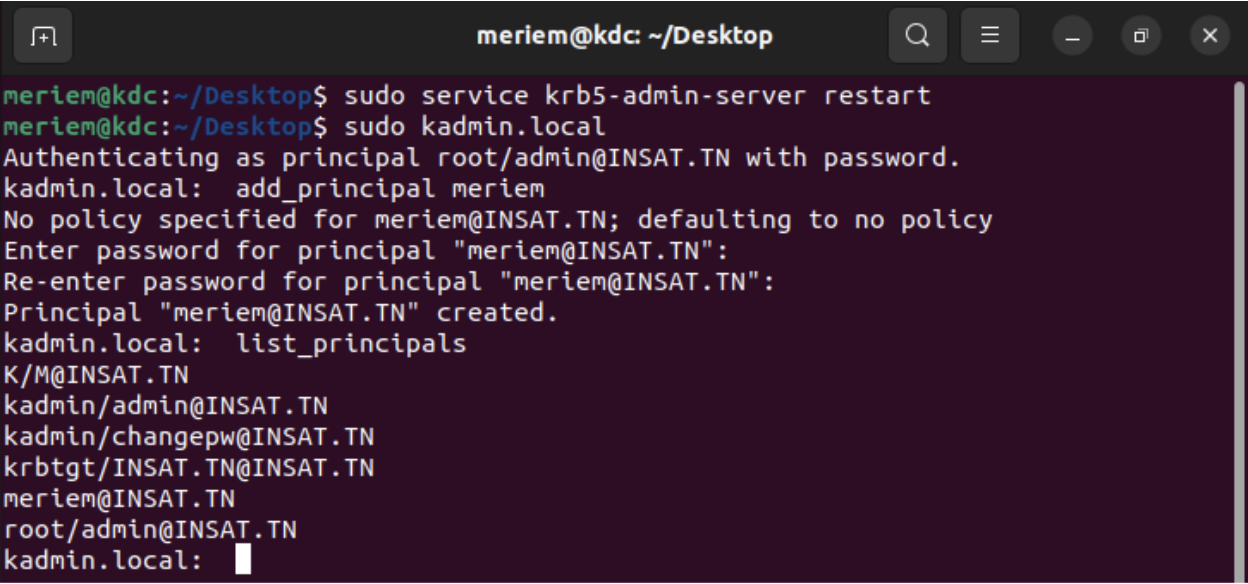 meriem@kdc: ~/Desktop
meriem@kdc:~/Desktop$ sudo service krb5-admin-server restart
meriem@kdc:~/Desktop$ sudo kadmin.local
Authenticating as principal root/admin@INSAT.TN with password.
kadmin.local:  add_principal meriem
No policy specified for meriem@INSAT.TN; defaulting to no policy
Enter password for principal "meriem@INSAT.TN":
Re-enter password for principal "meriem@INSAT.TN":
Principal "meriem@INSAT.TN" created.
kadmin.local:  list_principals
K/M@INSAT.TN
kadmin/admin@INSAT.TN
kadmin/changepw@INSAT.TN
krbtgt/INSAT.TN@INSAT.TN
meriem@INSAT.TN
root/admin@INSAT.TN
kadmin.local: